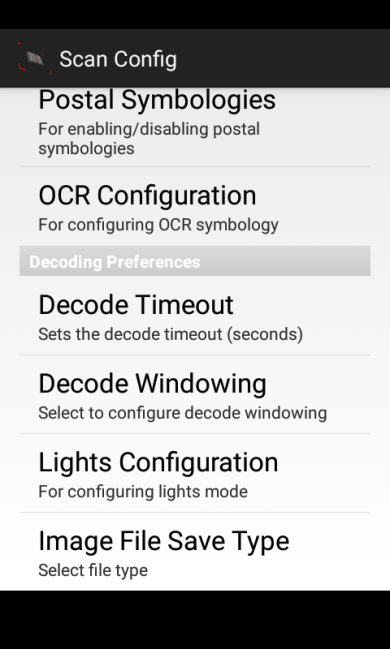 Scan Config
Postal Symbologies
For enabling/disabling postal
symbologies
OCR Configuration
For configuring OCR symbology
Decoding Preferences
Decode Timeout
Sets the decode timeout (seconds)
Decode Windowing
Select to configure decode windowing
Lights Configuration
For configuring lights mode
Image File Save Type
Select file type